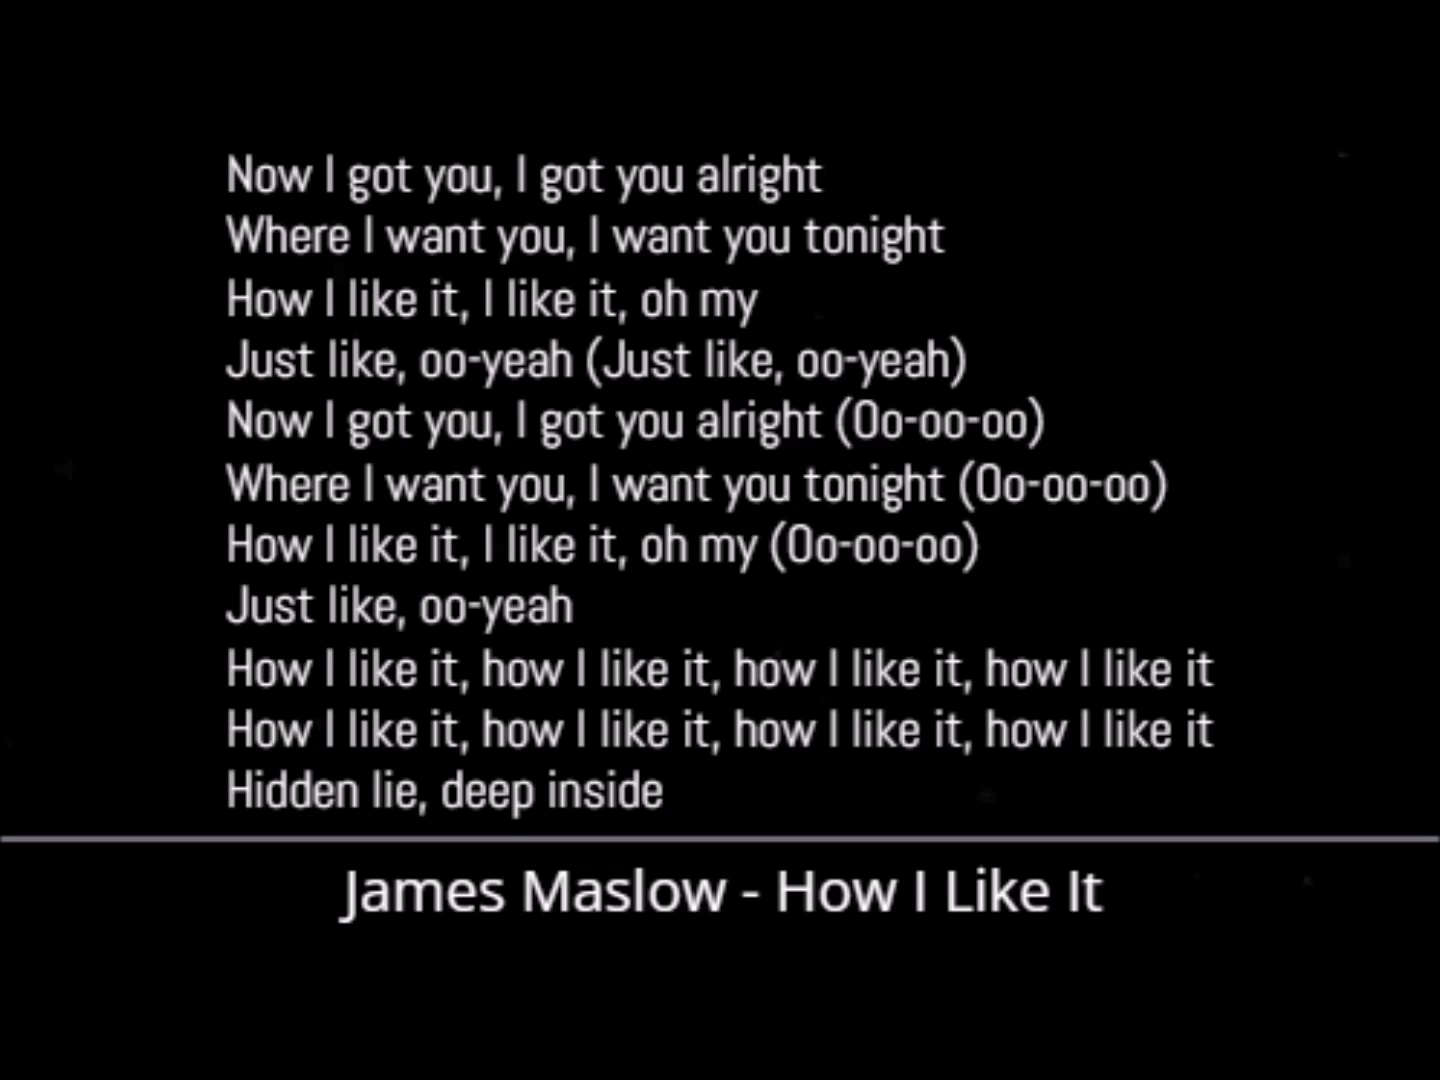 Now I got you, I got you alright
Where I want you, I want you tonight
How I like it, I like it, oh my
Just like, oo-yeah (Just like, oo-yeah)
Now I got you, I got you alright (Oo-oo-oo)
Where I want you, I want you tonight (Oo-oo-oo)
How I like it, I like it, oh my (Oo-oo-oo)
Just like, oo-yeah
How I like it, how I like it, how I like it, how I like it
How I like it, how I like it, how I like it, how I like it
Hidden lie, deep inside
James Maslow - How I Like It